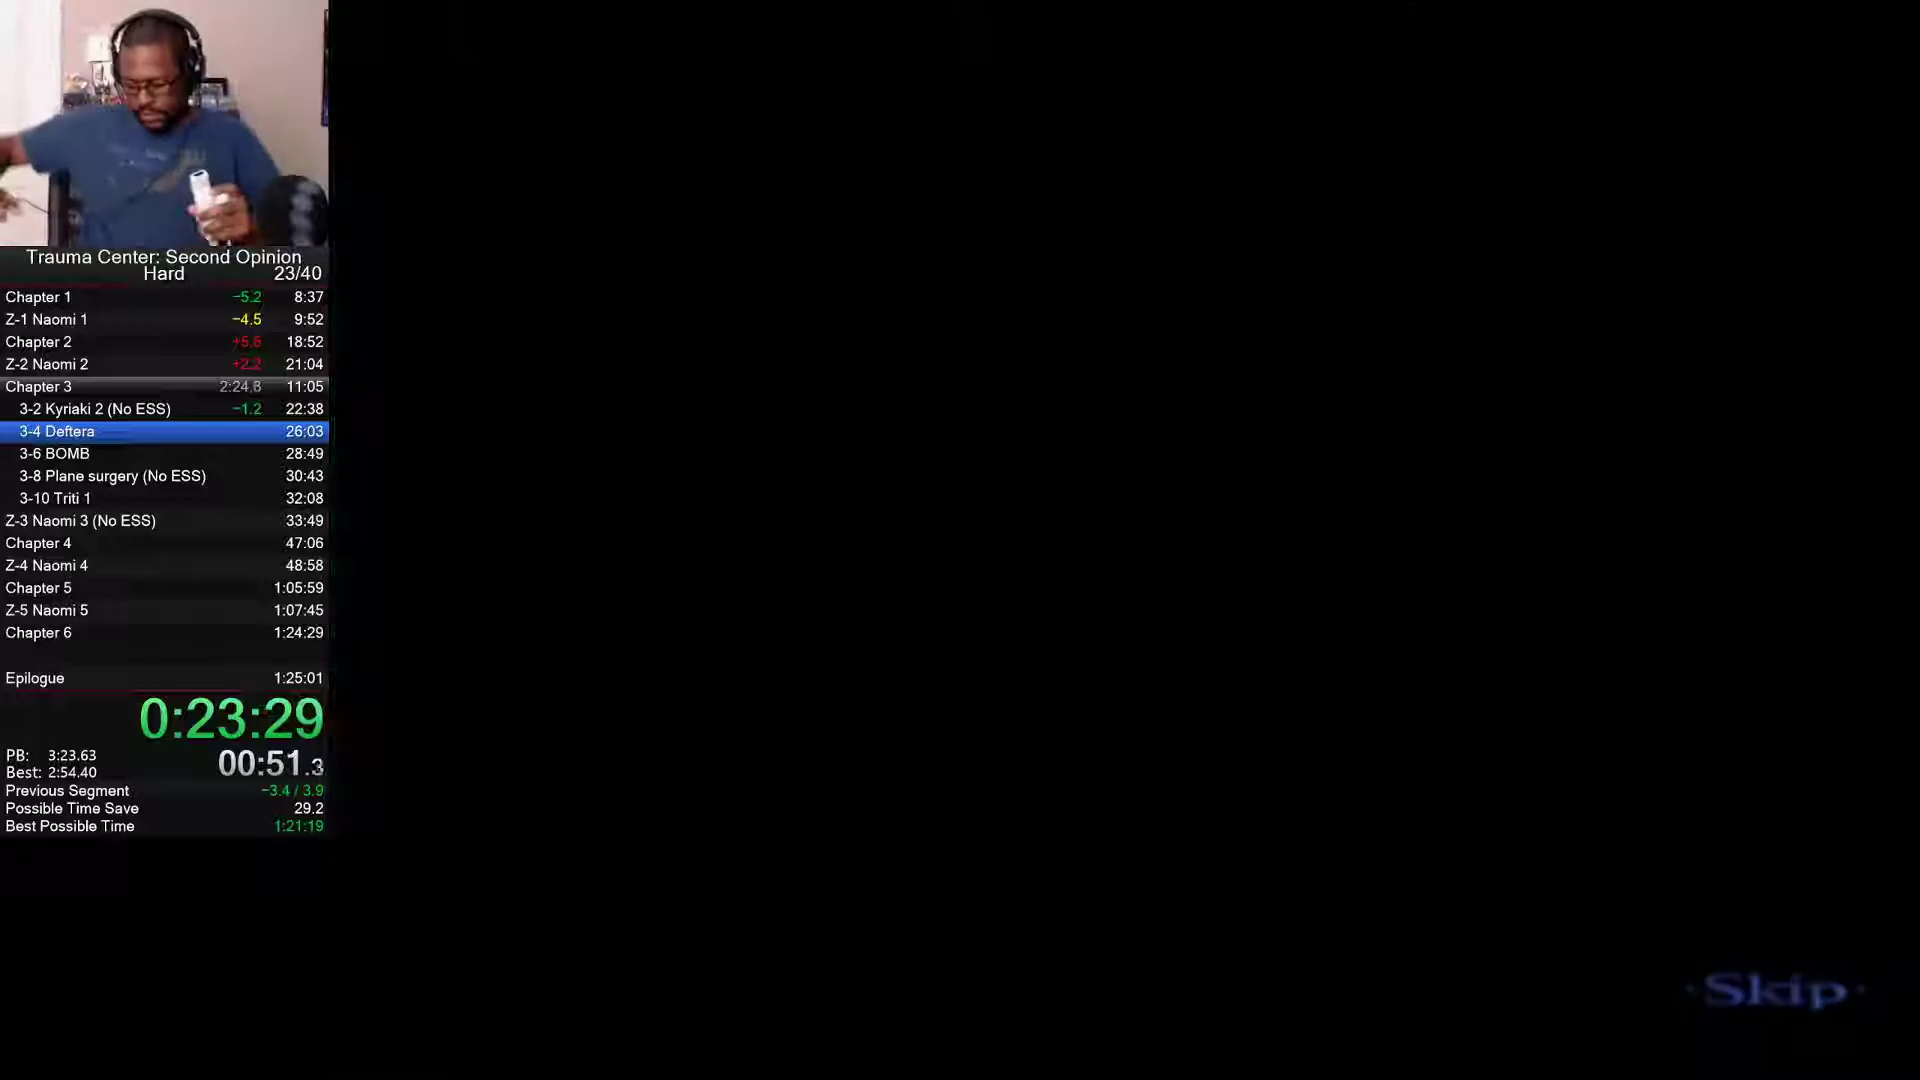 Trauma Center: Second Opinion
Hard 23/40
Chapter 1 −5.2 8:37
Z-1 Naomi 1 −4.5 9:52
Chapter 2 +5.6 18:52
Z-2 Naomi 2 +2.2 21:04
Chapter 3 2:24.8 11:05
3-2 Kyriaki 2 (No ESS) −1.2 22:38
3-4 Deftera 26:03
3-6 BOMB 28:49
3-8 Plane surgery (No ESS) 30:43
3-10 Triti 1 32:08
Z-3 Naomi 3 (No ESS) 33:49
Chapter 4 47:06
Z-4 Naomi 4 48:58
Chapter 5 1:05:59
Z-5 Naomi 5 1:07:45
Chapter 6 1:24:29
Epilogue 1:25:01
0:23:29
PB: 3:23.63 00:51.3
Best: 2:54.40
Previous Segment −3.4 / 3.9
Possible Time Save 29.2
Best Possible Time 1:21:19
·Skip·